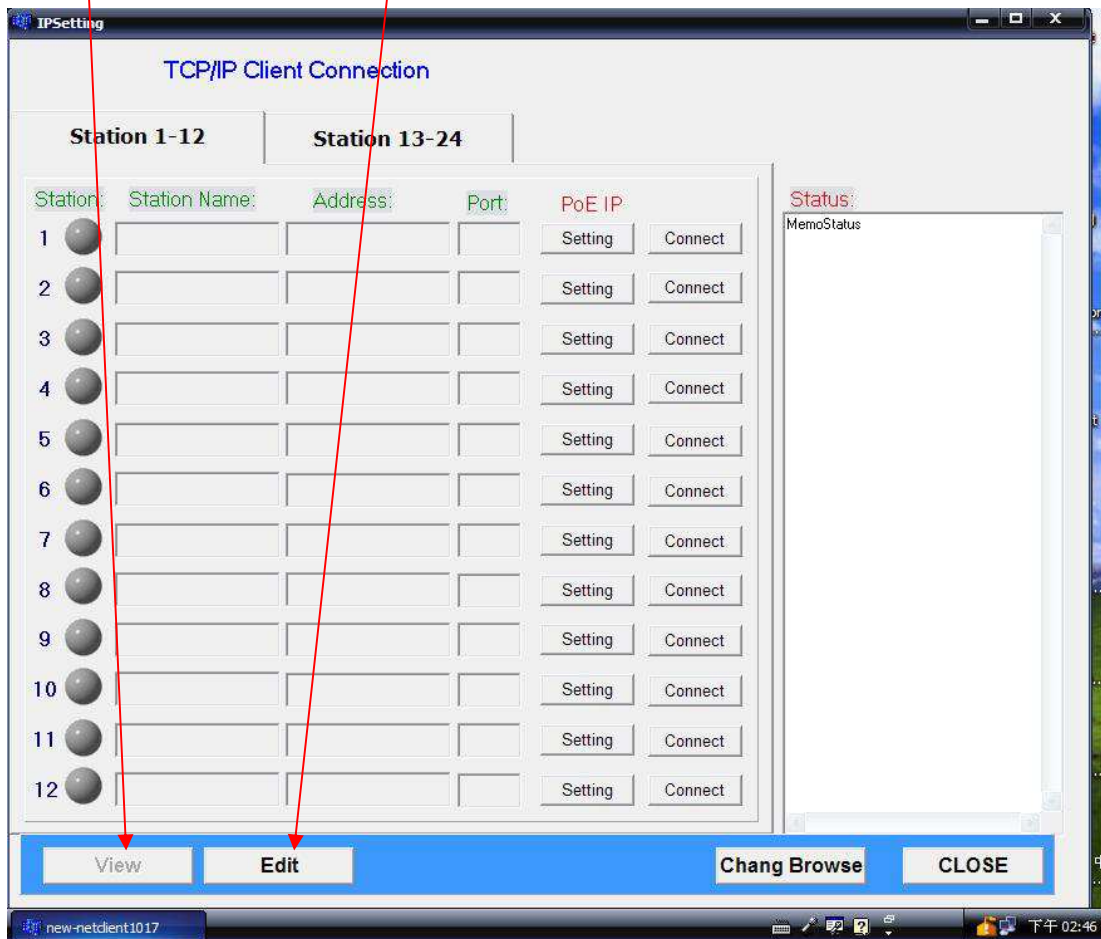 IPSetting
TCP/IP Client Connection
Station 1-12 Station 13-24
Station: Station Name: Address: Port: PoE IP Status:
MemoStatus
1 Setting Connect
2 Setting Connect
3 Setting Connect
4 Setting Connect
5 Setting Connect
6 Setting Connect
7 Setting Connect
8 Setting Connect
9 Setting Connect
10 Setting Connect
11 Setting Connect
12 Setting Connect
View Edit Chang Browse CLOSE
new-netclient1017 下午 02:46